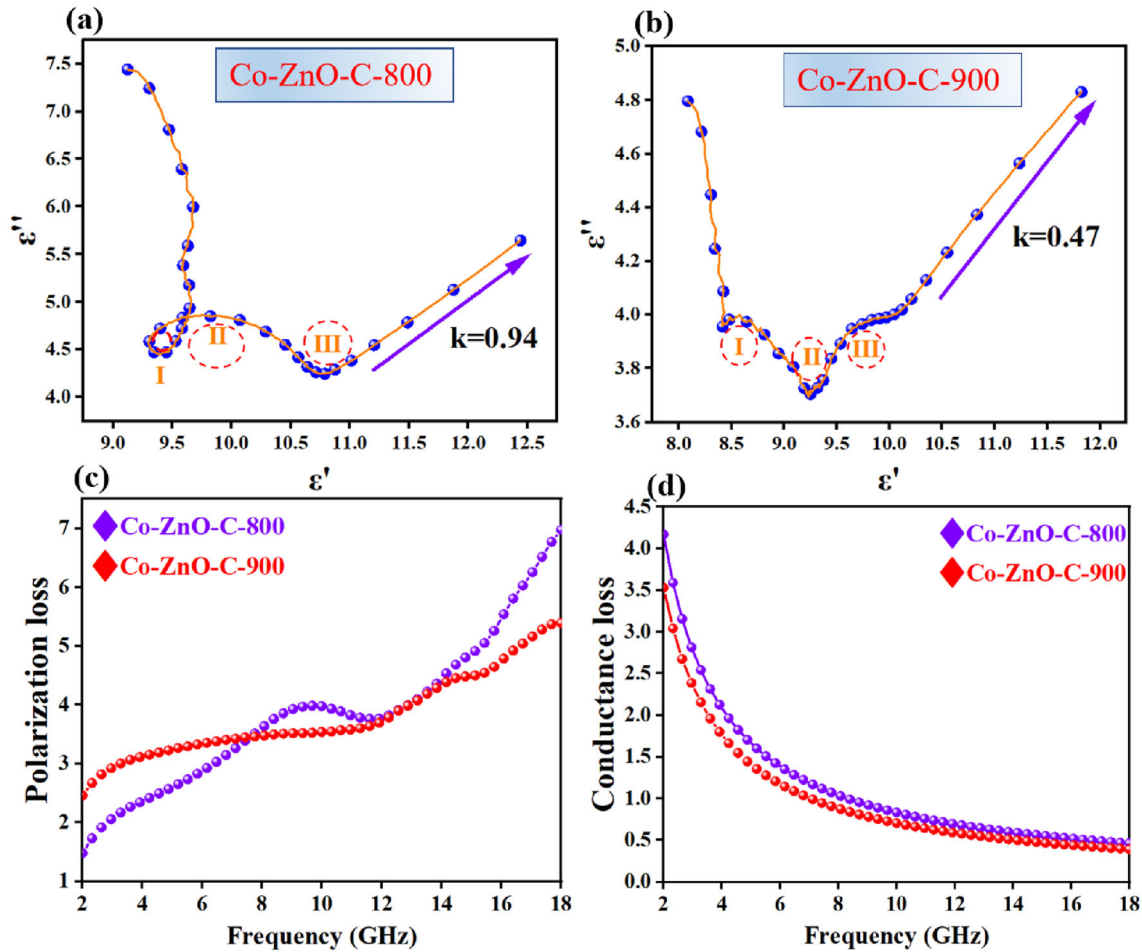 (a)
Co-ZnO-C-800
7.5
7.0
6.5
6.0
5.5
5.0
4.5
4.0
ε''
I
II
III
k=0.94
9.0 9.5 10.0 10.5 11.0 11.5 12.0 12.5
ε'
(b)
Co-ZnO-C-900
5.0
4.8
4.6
4.4
4.2
4.0
3.8
3.6
ε''
I
II
III
k=0.47
8.0 8.5 9.0 9.5 10.0 10.5 11.0 11.5 12.0
ε'
(c)
Co-ZnO-C-800
Co-ZnO-C-900
7
6
5
4
3
2
1
Polarization loss
2 4 6 8 10 12 14 16 18
Frequency (GHz)
(d)
Co-ZnO-C-800
Co-ZnO-C-900
4.5
4.0
3.5
3.0
2.5
2.0
1.5
1.0
0.5
0.0
Conductance loss
2 4 6 8 10 12 14 16 18
Frequency (GHz)